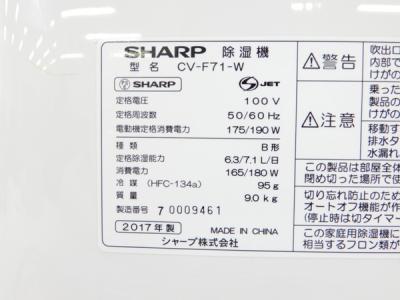 SHARP 除湿機
型 名 CV-F71-W
SHARP
S JET
定格電圧 100 V
定格周波数 50/60 Hz
電動機定格消費電力 175/190 W
種 類 B 形
定格除湿能力 6.3/7.1 L/日
消費電力 165/180 W
冷 媒 (HFC-134a) 95g
質 量 9.0 kg
製造番号 7 0009461
2017年製 MADE IN CHINA
シャープ株式会社
警告
吹出口
内部で
けがの
注意
乗った
製品の
けがの
移動す
排水タ
水漏れ
この製品は部屋全体
閉め切った場所で使
切り忘れ防止のため
オートオフ機能が
(停止時は切タイマー
この家庭用除湿機に
相当するフロン類が